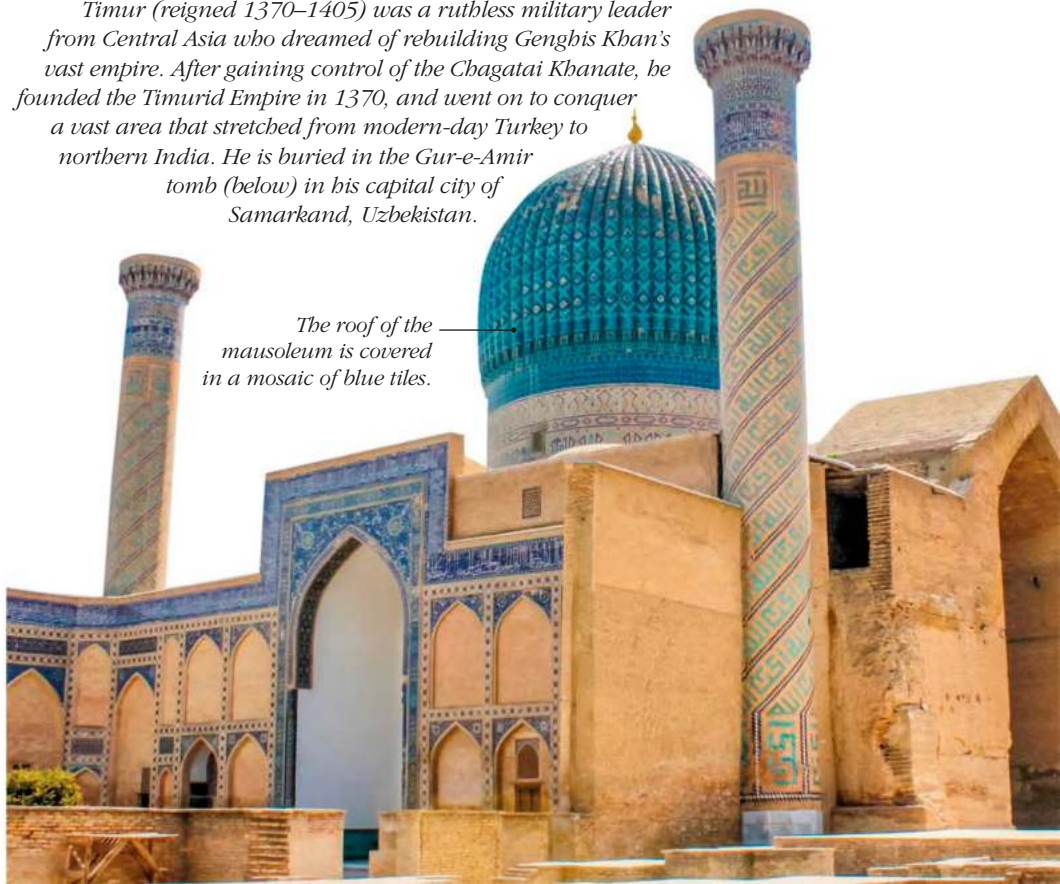 Timur (reigned 1370–1405) was a ruthless military leader
from Central Asia who dreamed of rebuilding Genghis Khan’s
vast empire. After gaining control of the Chagatai Khanate, he
founded the Timurid Empire in 1370, and went on to conquer
a vast area that stretched from modern-day Turkey to
northern India. He is buried in the Gur-e-Amir
tomb (below) in his capital city of
Samarkand, Uzbekistan.
The roof of the
mausoleum is covered
in a mosaic of blue tiles.